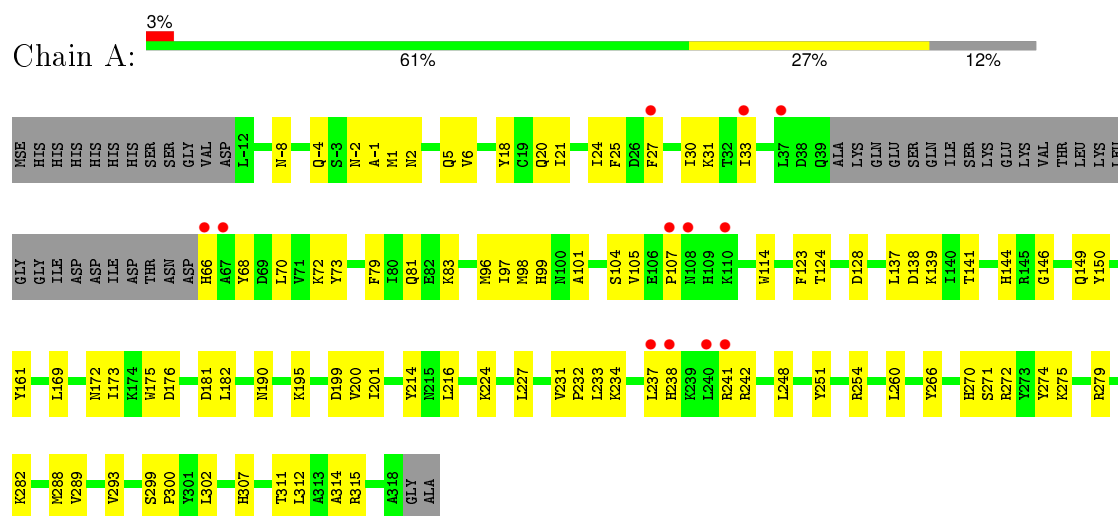 3%
Chain A:
61% 27% 12%
MSE HIS HIS HIS HIS HIS HIS SER SER GLY VAL ASP L-12 N-8 Q-4 S-3 N-2 A-1 M1 N2 Q5 V6 Y18 C19 Q20 I21 I24 F25 D26 F27 I30 K31 T32 I33 L37 D38 Q39 ALA LYS GLN GLU SER GLN ILE SER LYS GLU LYS VAL THR LEU LYS LEU
GLY GLY ILE ASP ASP ILE ASP THR ASN ASP H66 A67 Y68 D69 L70 V71 K72 Y73 F79 I80 Q81 E82 K83 M96 I97 M98 H99 N100 A101 S104 V105 E106 P107 N108 H109 K110 W114 F123 T124 D128 L137 D138 K139 I140 T141 H144 R145 G146 Q149 Y150
Y161 L169 N172 I173 K174 W175 D176 D181 L182 N190 K195 D199 V200 I201 Y214 N215 L216 K224 L227 V231 P232 L233 K234 L237 H238 K239 L240 R241 R242 L248 Y251 R254 L260 Y266 H270 S271 R272 Y273 Y274 K275 R279
K282 M288 V289 V293 S299 P300 Y301 L302 H307 T311 L312 A313 A314 R315 A318 GLY ALA